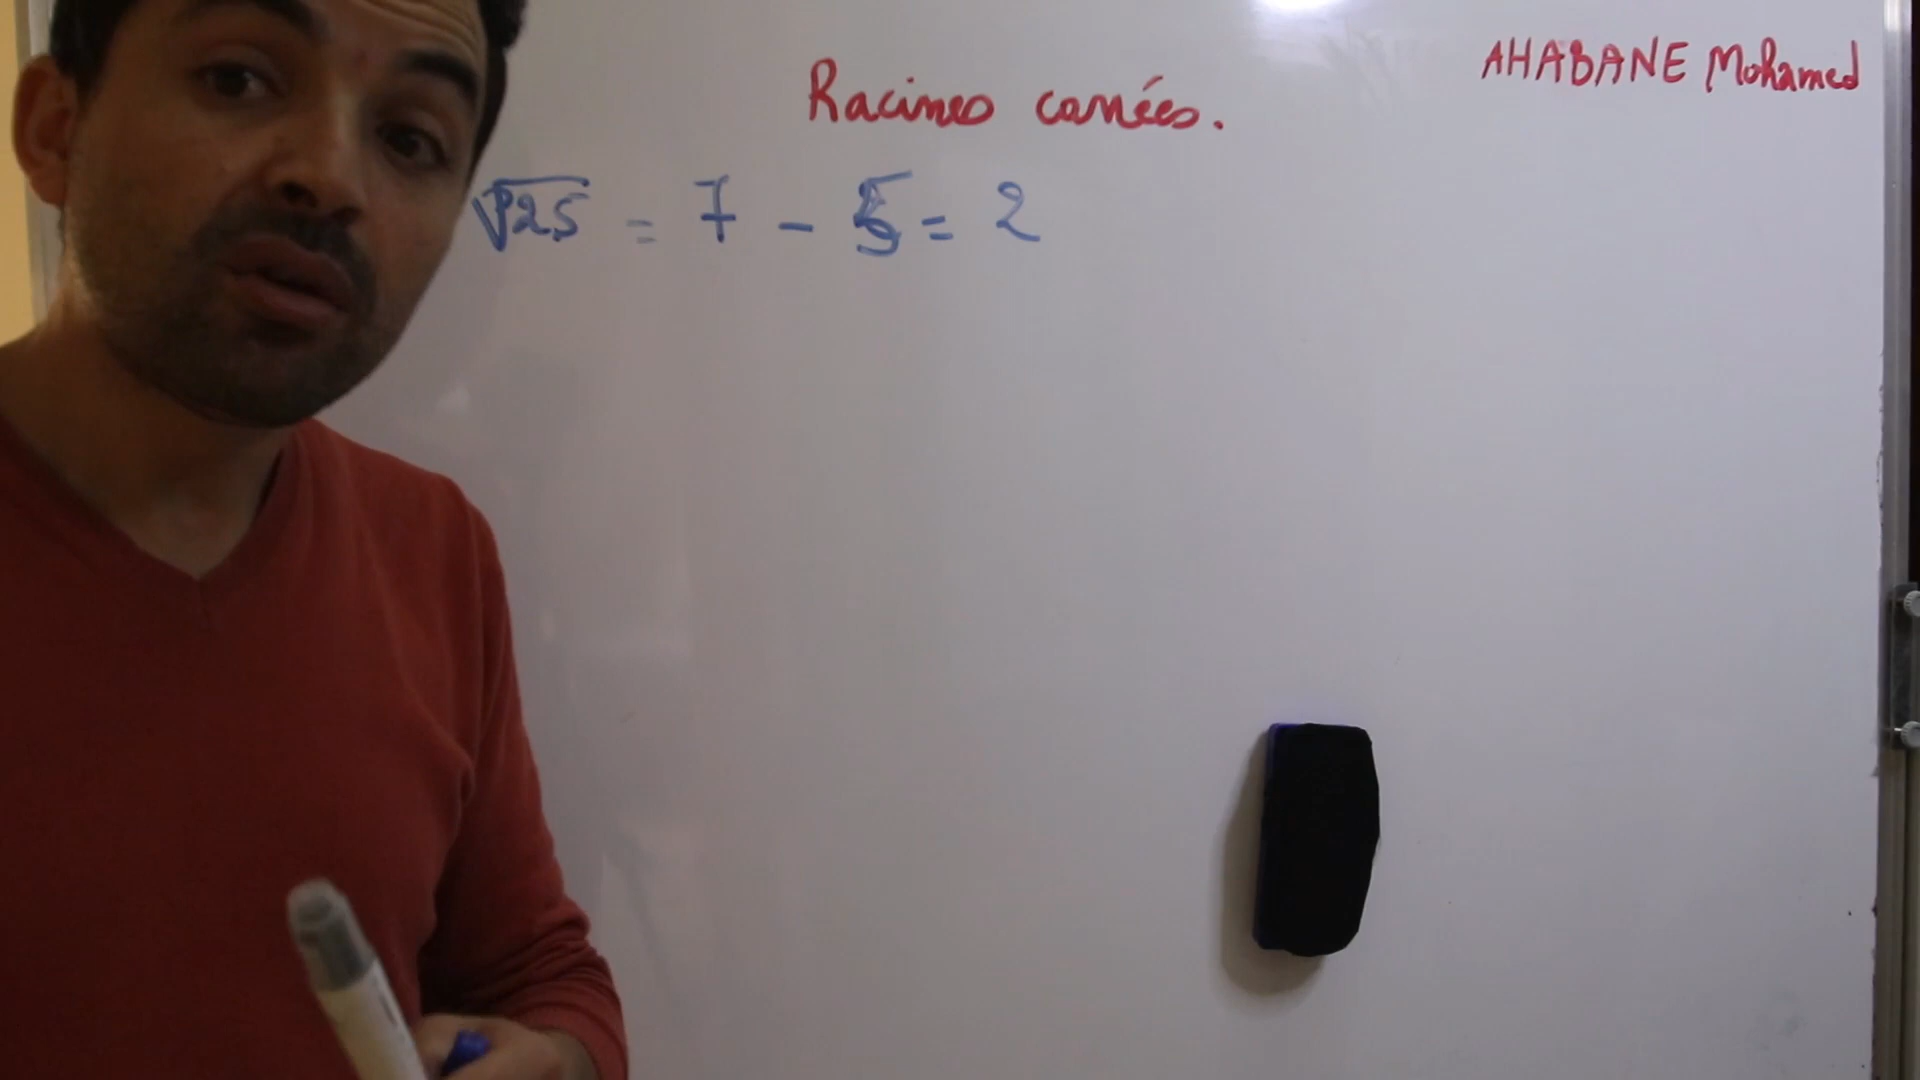 AHABANE Mohamed
Racines carrées.
√25 = 7 - 5 = 2